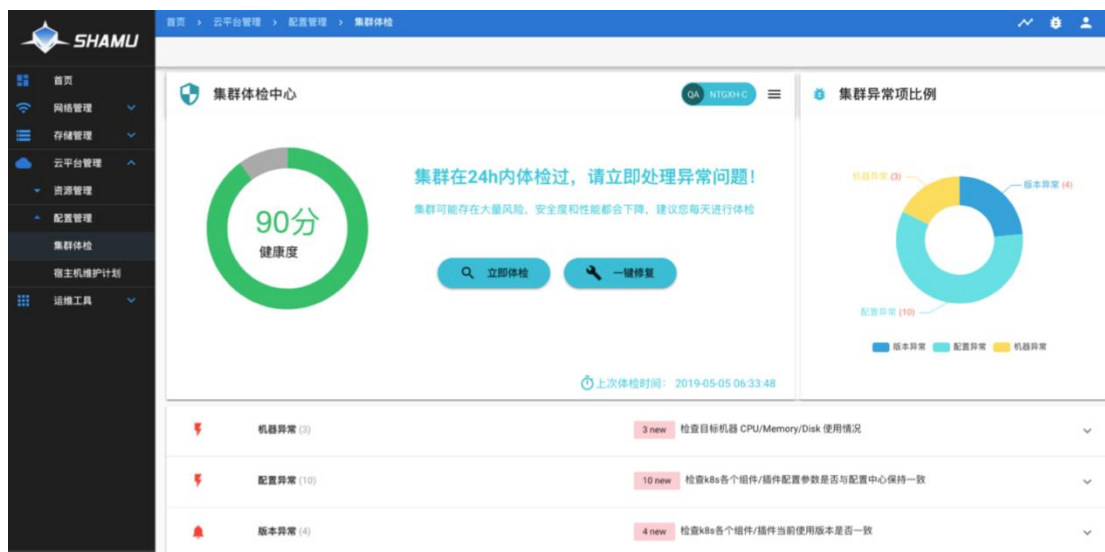 SHAMU
首页 › 云平台管理 › 配置管理 › 集群体检
首页
网络管理
存储管理
云平台管理
资源管理
配置管理
集群体检
宿主机维护计划
运维工具
集群体检中心
QA NTGXH-C
90分
健康度
集群在24h内体检过，请立即处理异常问题！
集群可能存在大量风险、安全度和性能都会下降、建议您每天进行体检
立即体检
一键修复
上次体检时间： 2019-05-05 06:33:48
集群异常项比例
机器异常 (3)
版本异常 (4)
配置异常 (10)
版本异常 配置异常 机器异常
机器异常 (3) 3 new 检查目标机器 CPU/Memory/Disk 使用情况
配置异常 (10) 10 new 检查k8s各个组件/插件配置参数是否与配置中心保持一致
版本异常 (4) 4 new 检查k8s各个组件/插件当前使用版本是否一致